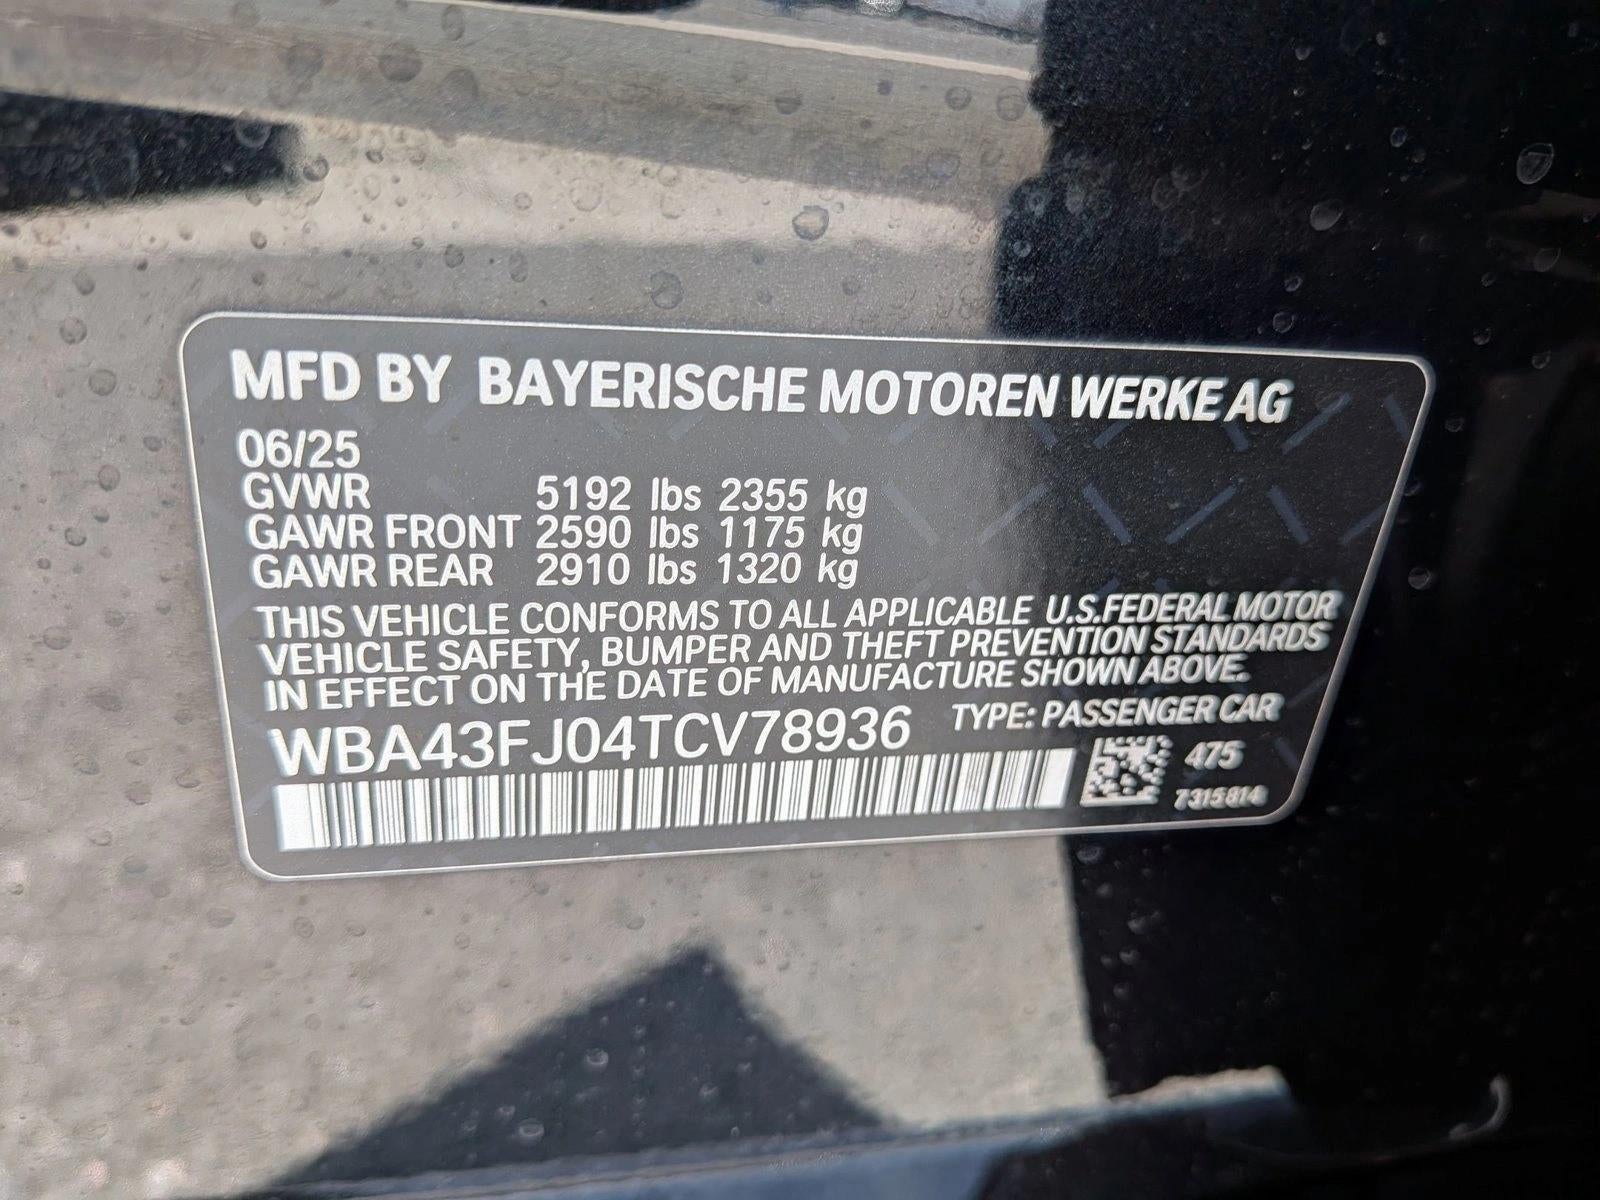 MFD BY BAYERISCHE MOTOREN WERKE AG
06/25
GVWR 5192 lbs 2355 kg
GAWR FRONT 2590 lbs 1175 kg
GAWR REAR 2910 lbs 1320 kg
THIS VEHICLE CONFORMS TO ALL APPLICABLE U.S.FEDERAL MOTOR
VEHICLE SAFETY, BUMPER AND THEFT PREVENTION STANDARDS
IN EFFECT ON THE DATE OF MANUFACTURE SHOWN ABOVE.
WBA43FJ04TCV78936 TYPE: PASSENGER CAR
475
7315814